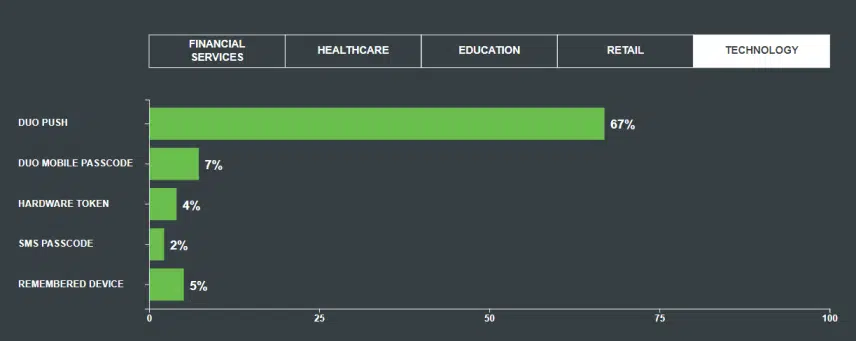 FINANCIAL
SERVICES
HEALTHCARE
EDUCATION
RETAIL
TECHNOLOGY
DUO PUSH
67%
DUO MOBILE PASSCODE
7%
HARDWARE TOKEN
4%
SMS PASSCODE
2%
REMEMBERED DEVICE
5%
0
25
50
75
100